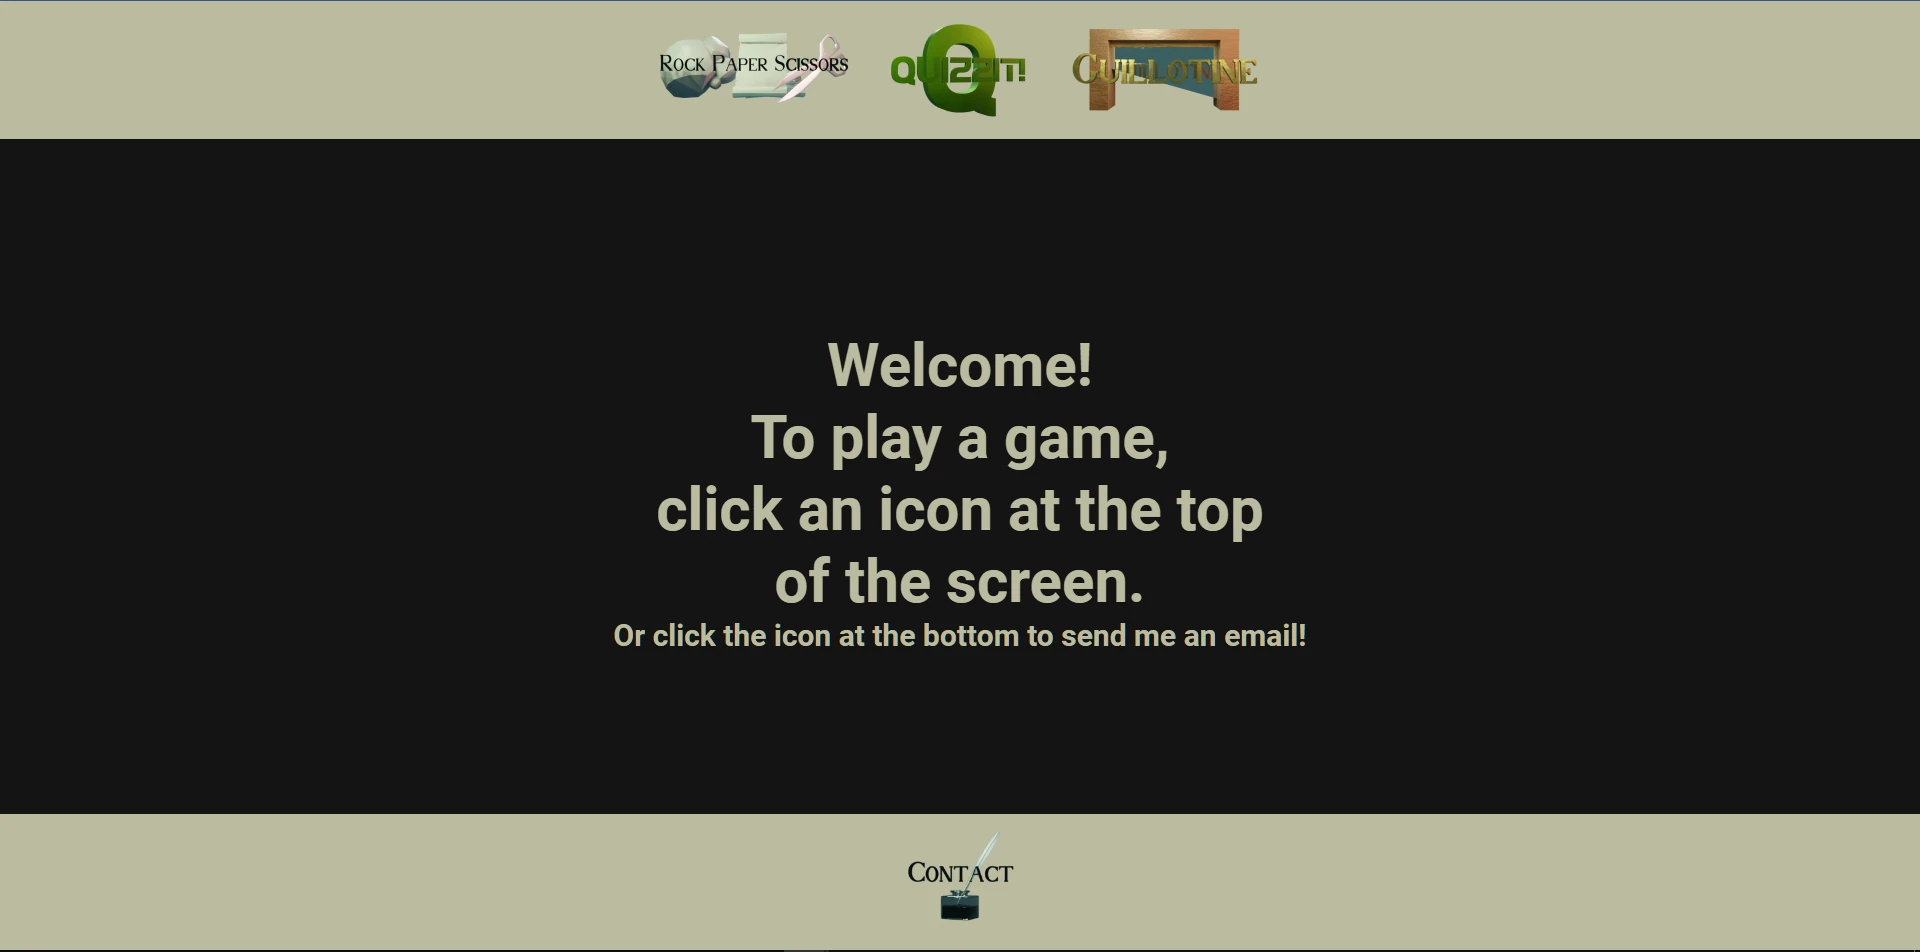 Rock Paper Scissors
QUIZZIT!
Guillotine
Welcome!
To play a game,
click an icon at the top
of the screen.
Or click the icon at the bottom to send me an email!
Contact